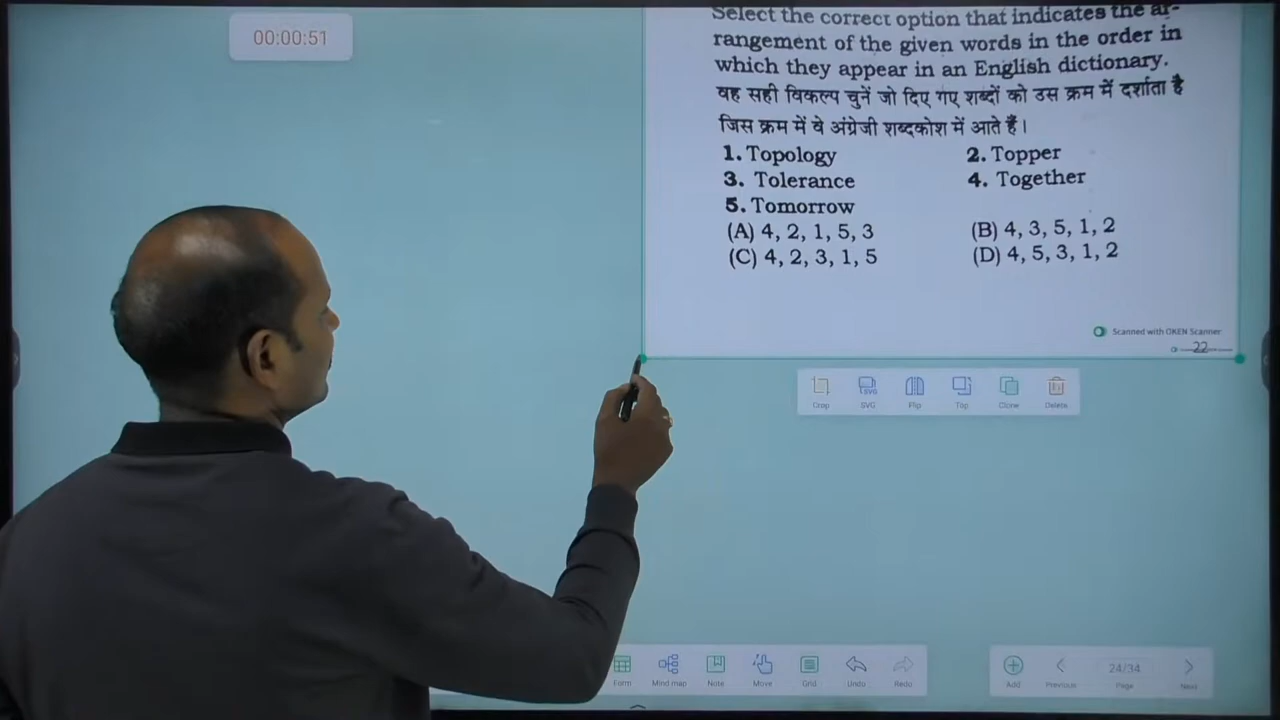 00:00:51
Select the correct option that indicates the ar-
rangement of the given words in the order in
which they appear in an English dictionary.
वह सही विकल्प चुनें जो दिए गए शब्दों को उस क्रम में दर्शाता है
जिस क्रम में वे अंग्रेजी शब्दकोश में आते हैं।
1. Topology 2. Topper
3. Tolerance 4. Together
5. Tomorrow
(A) 4, 2, 1, 5, 3 (B) 4, 3, 5, 1, 2
(C) 4, 2, 3, 1, 5 (D) 4, 5, 3, 1, 2
Scanned with OKEN Scanner
22
Crop SVG Flip Top Clone Delete
Form Mind map Note Move Grid Undo Redo
Add Previous 24/34 Page Next